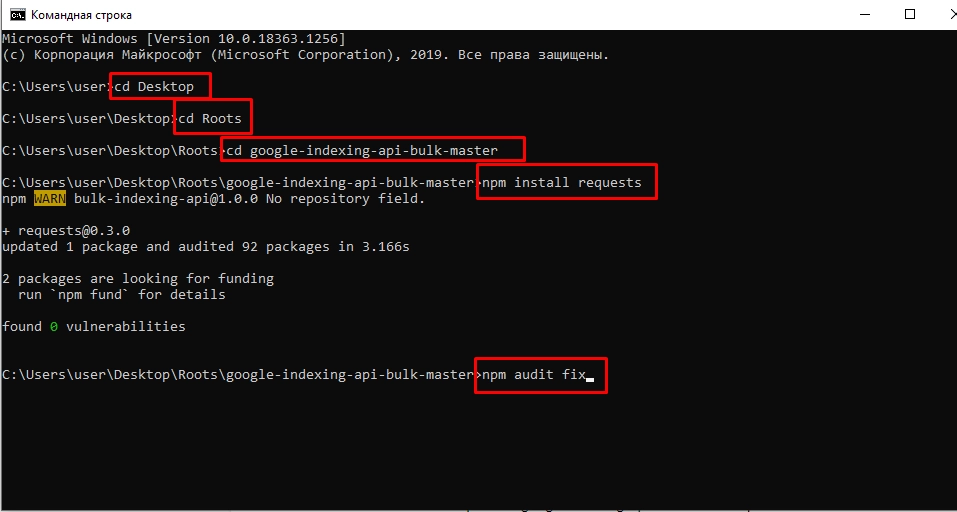 Командная строка
Microsoft Windows [Version 10.0.18363.1256]
(c) Корпорация Майкрософт (Microsoft Corporation), 2019. Все права защищены.
C:\Users\user>cd Desktop
C:\Users\user\Desktop>cd Roots
C:\Users\user\Desktop\Roots>cd google-indexing-api-bulk-master
C:\Users\user\Desktop\Roots\google-indexing-api-bulk-master>npm install requests
npm WARN bulk-indexing-api@1.0.0 No repository field.
+ requests@0.3.0
updated 1 package and audited 92 packages in 3.166s
2 packages are looking for funding
  run `npm fund` for details
found 0 vulnerabilities
C:\Users\user\Desktop\Roots\google-indexing-api-bulk-master>npm audit fix